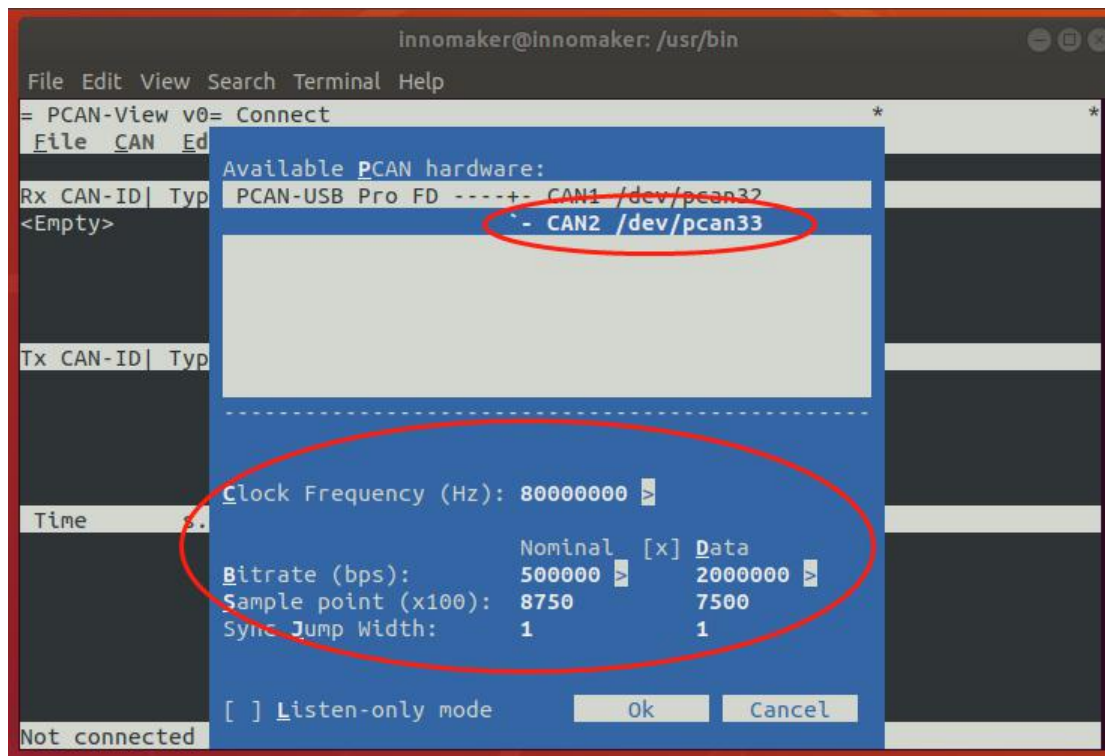 innomaker@innomaker: /usr/bin
File Edit View Search Terminal Help
= PCAN-View v0= Connect * *
File CAN Ed
Available PCAN hardware:
Rx CAN-ID| Typ PCAN-USB Pro FD ----+- CAN1 /dev/pcan32
<Empty> `- CAN2 /dev/pcan33
Tx CAN-ID| Typ
--------------------------------------------------
Clock Frequency (Hz): 80000000 >
Time s.
Nominal [x] Data
Bitrate (bps): 500000 > 2000000 >
Sample point (x100): 8750 7500
Sync Jump Width: 1 1
[ ] Listen-only mode Ok Cancel
Not connected